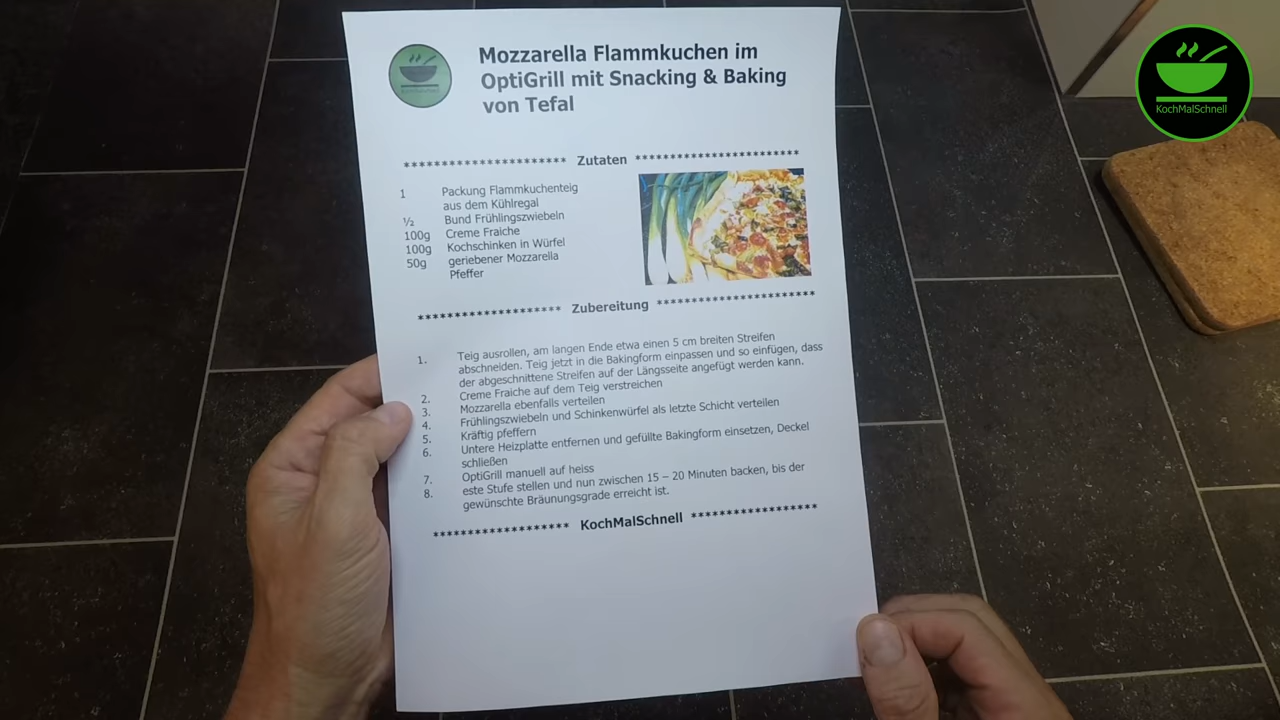 Mozzarella Flammkuchen im
OptiGrill mit Snacking & Baking
von Tefal
********************** Zutaten **********************
1 Packung Flammkuchenteig
aus dem Kühlregal
½ Bund Frühlingszwiebeln
100g Creme Fraiche
100g Kochschinken in Würfel
50g geriebener Mozzarella
Pfeffer
******************** Zubereitung ********************
1. Teig ausrollen, am langen Ende etwa einen 5 cm breiten Streifen
abschneiden. Teig jetzt in die Bakingform einpassen und so einfügen, dass
der abgeschnittene Streifen auf der Längsseite angefügt werden kann.
2. Creme Fraiche auf dem Teig verstreichen
3. Mozzarella ebenfalls verteilen
4. Frühlingszwiebeln und Schinkenwürfel als letzte Schicht verteilen
5. Kräftig pfeffern
6. Untere Heizplatte entfernen und gefüllte Bakingform einsetzen, Deckel
schließen
7. OptiGrill manuell auf heiss
8. este Stufe stellen und nun zwischen 15 – 20 Minuten backen, bis der
gewünschte Bräunungsgrade erreicht ist.
******************* KochMalSchnell *****************
KochMalSchnell